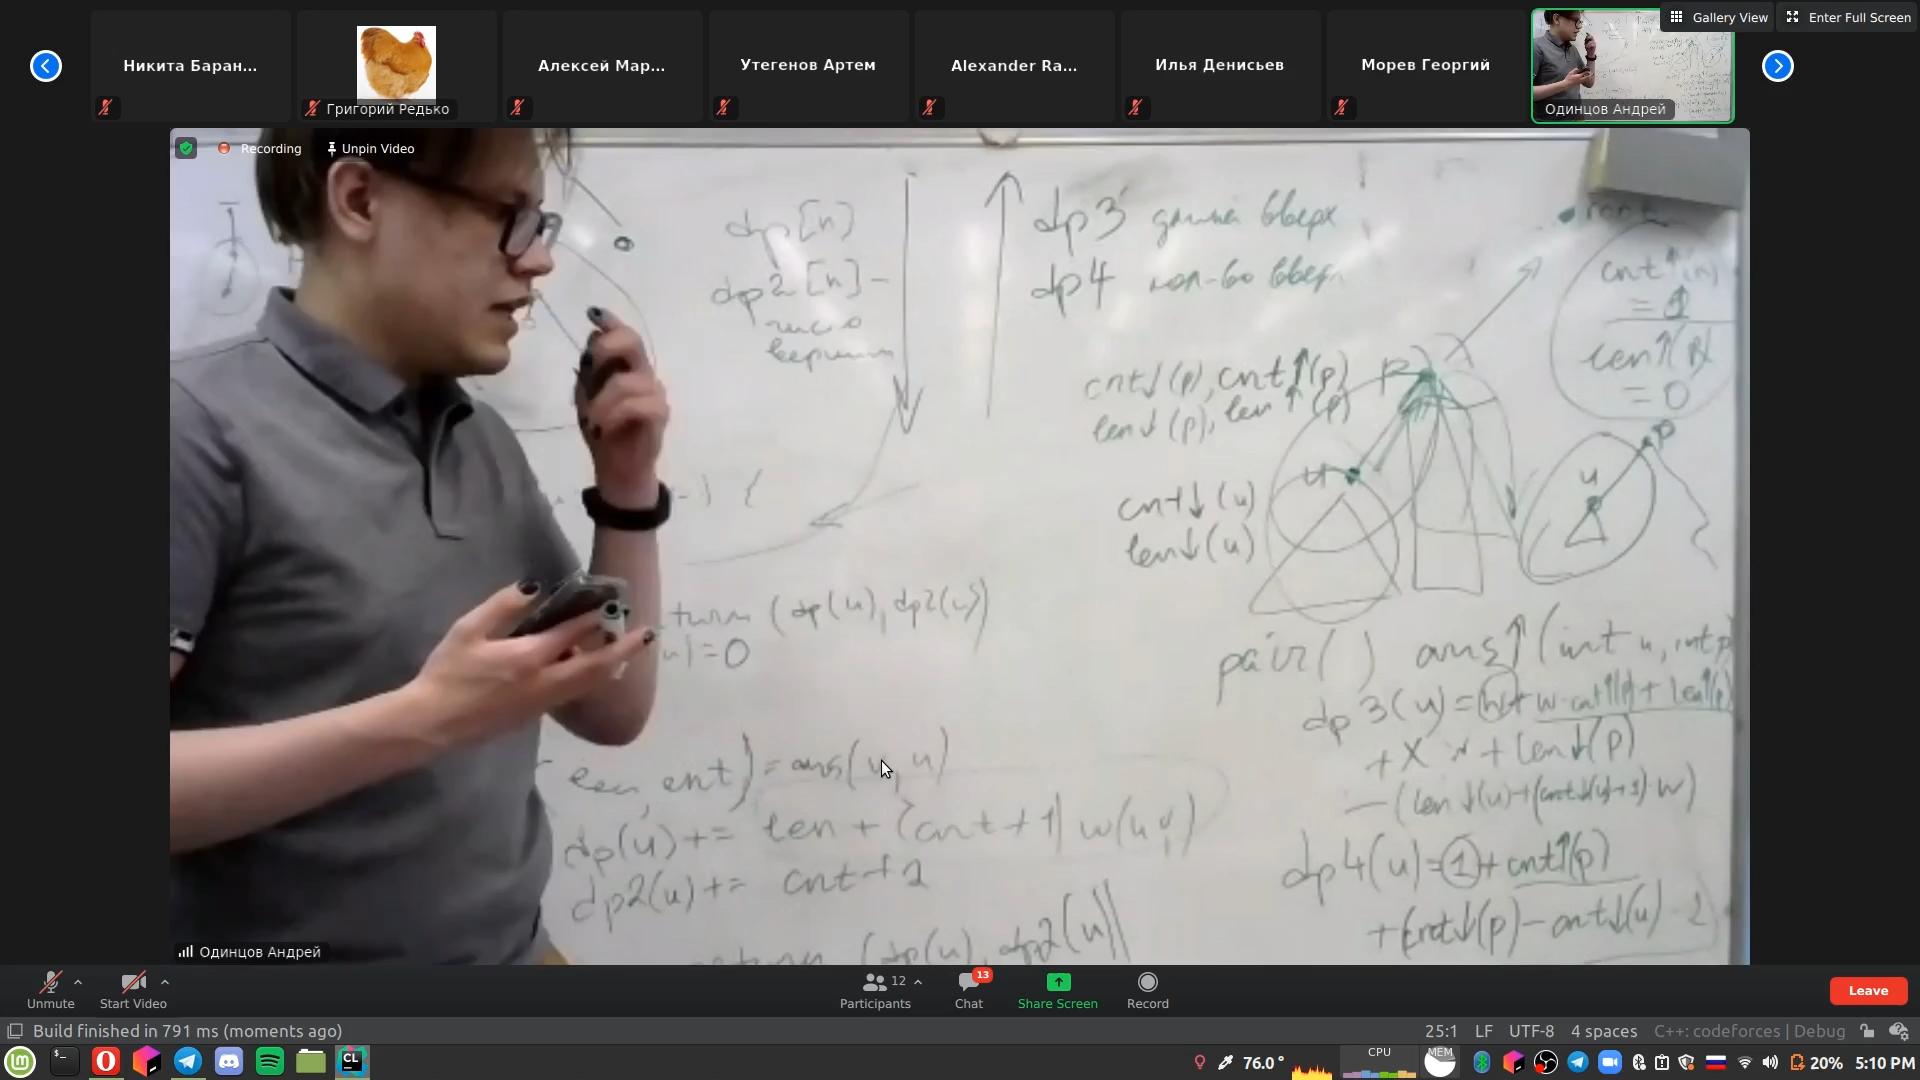 Gallery View
Enter Full Screen
Никита Баран...
Григорий Редько
Алексей Мар...
Утегенов Артем
Alexander Ra...
Илья Денисьев
Морев Георгий
Одинцов Андрей
Recording
Unpin Video
dp[n]
dp2[n] -
число
вершин
dp3 длина вверх
dp4 кол-во вверх
root
cnt↑
= 1
len↑
= 0
cnt↓(p), cnt↑(p) p
len↓(p), len↑(p)
u
cnt↓(u)
len↓(u)
p
u
turn (dp(u), dp2(u))
=0
pair( ) ans↑(int u, int p
dp3(u)= w·cnt↑(p)+len↑(p)
+ len↓(p)
-(len↓(u)+(cnt↓(u)+1)·w)
dp4(u)=1+cnt↑(p)
+(cnt↓(p)-cnt↓(u)
len, cnt)=ans(
dp(u)+= len+(cnt+1)w(u,v)
dp2(u)+= cnt+1
(dp(u), dp2(u))
Одинцов Андрей
Unmute
Start Video
12
Participants
13
Chat
Share Screen
Record
Leave
Build finished in 791 ms (moments ago)
25:1 LF UTF-8 4 spaces C++: codeforces | Debug
CL
76.0°
CPU
MEM
20%
5:10 PM